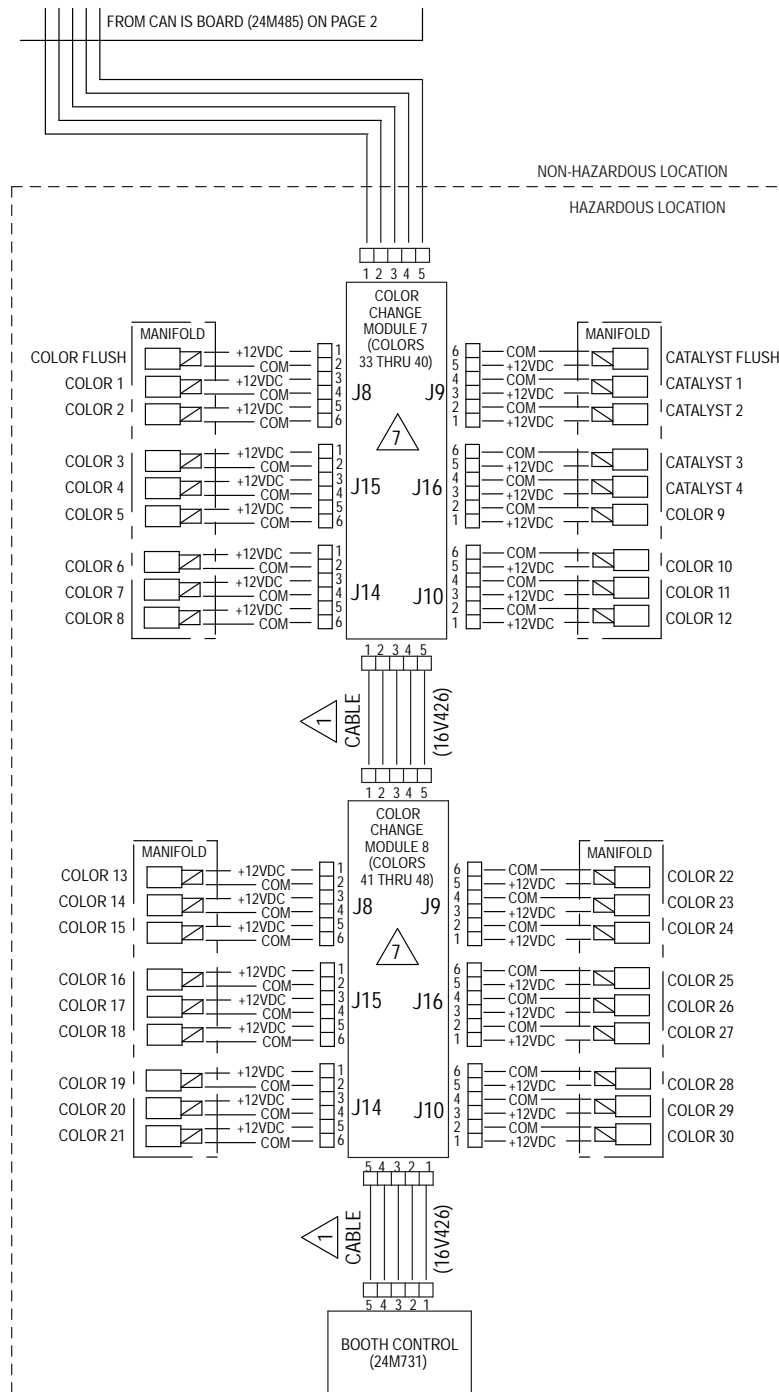 FROM CAN IS BOARD (24M485) ON PAGE 2
NON-HAZARDOUS LOCATION
HAZARDOUS LOCATION
1 2 3 4 5
COLOR
CHANGE
MODULE 7
(COLORS
33 THRU 40)
MANIFOLD
MANIFOLD
COLOR FLUSH +12VDC 1 6 COM CATALYST FLUSH
COM 2 5 +12VDC
COLOR 1 +12VDC 3 J8 J9 4 COM CATALYST 1
COM 4 3 +12VDC
COLOR 2 +12VDC 5 2 COM CATALYST 2
COM 6 1 +12VDC
7
COLOR 3 +12VDC 1 6 COM CATALYST 3
COM 2 5 +12VDC
COLOR 4 +12VDC 3 J15 J16 4 COM CATALYST 4
COM 4 3 +12VDC
COLOR 5 +12VDC 5 2 COM COLOR 9
COM 6 1 +12VDC
COLOR 6 +12VDC 1 6 COM COLOR 10
COM 2 5 +12VDC
COLOR 7 +12VDC 3 J14 J10 4 COM COLOR 11
COM 4 3 +12VDC
COLOR 8 +12VDC 5 2 COM COLOR 12
COM 6 1 +12VDC
1 2 3 4 5
1
CABLE
(16V426)
1 2 3 4 5
COLOR
CHANGE
MODULE 8
(COLORS
41 THRU 48)
MANIFOLD
MANIFOLD
COLOR 13 +12VDC 1 6 COM COLOR 22
COM 2 5 +12VDC
COLOR 14 +12VDC 3 J8 J9 4 COM COLOR 23
COM 4 3 +12VDC
COLOR 15 +12VDC 5 2 COM COLOR 24
COM 6 1 +12VDC
7
COLOR 16 +12VDC 1 6 COM COLOR 25
COM 2 5 +12VDC
COLOR 17 +12VDC 3 J15 J16 4 COM COLOR 26
COM 4 3 +12VDC
COLOR 18 +12VDC 5 2 COM COLOR 27
COM 6 1 +12VDC
COLOR 19 +12VDC 1 6 COM COLOR 28
COM 2 5 +12VDC
COLOR 20 +12VDC 3 J14 J10 4 COM COLOR 29
COM 4 3 +12VDC
COLOR 21 +12VDC 5 2 COM COLOR 30
COM 6 1 +12VDC
5 4 3 2 1
1
CABLE
(16V426)
5 4 3 2 1
BOOTH CONTROL
(24M731)